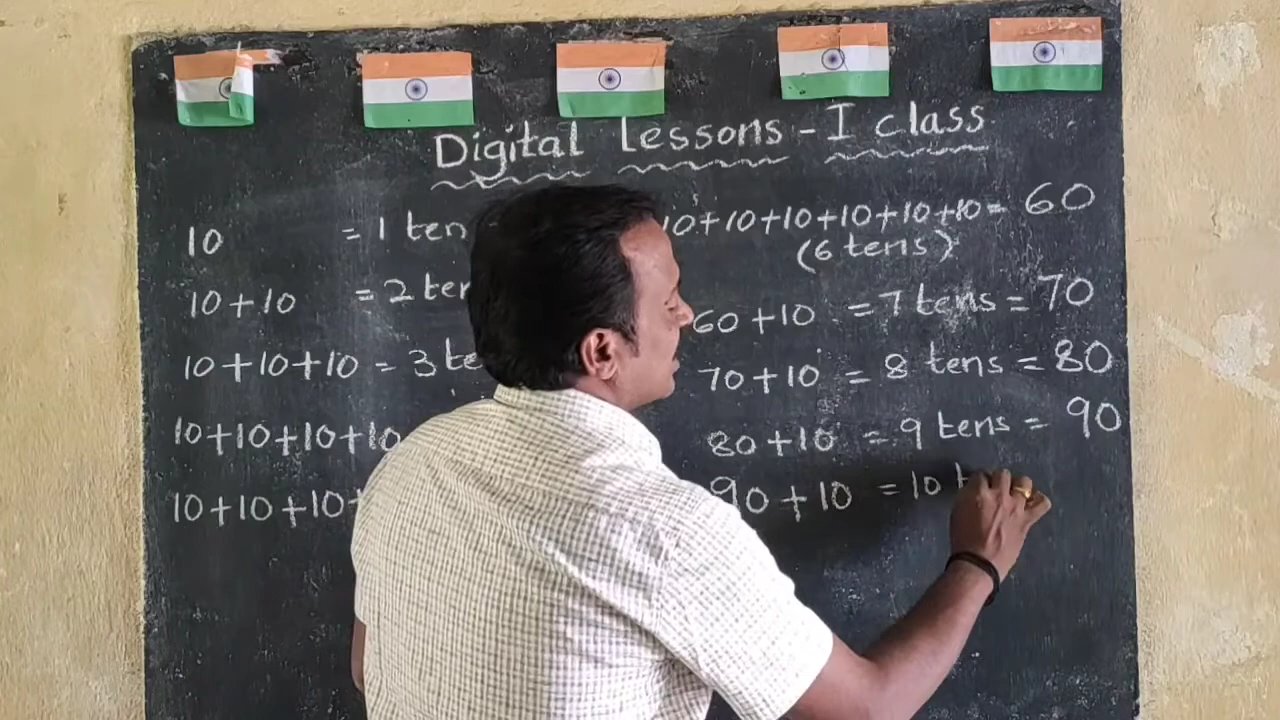 Digital Lessons - I class
10 = 1 ten
10+10 = 2
10+10+10 = 3
10+10+10+10
10+10+10+
10+10+10+10+10+10 = 60
(6 tens)
60+10 = 7 tens = 70
70+10 = 8 tens = 80
80+10 = 9 tens = 90
90+10 = 10